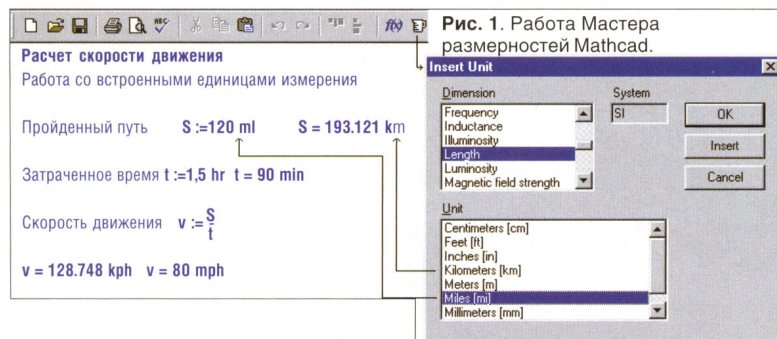 ABC
f(x)
Рис. 1. Работа Мастера
размерностей Mathcad.
Расчет скорости движения
Работа со встроенными единицами измерения
Пройденный путь S :=120 ml S = 193.121 km
Затраченное время t :=1,5 hr t = 90 min
Скорость движения v := S/t
v = 128.748 kph v = 80 mph
Insert Unit
Dimension
System
Frequency
Inductance
Illuminosity
Length
Luminosity
Magnetic field strength
SI
OK
Insert
Cancel
Unit
Centimeters [cm]
Feet [ft]
Inches [in]
Kilometers [km]
Meters [m]
Miles [mi]
Millimeters [mm]